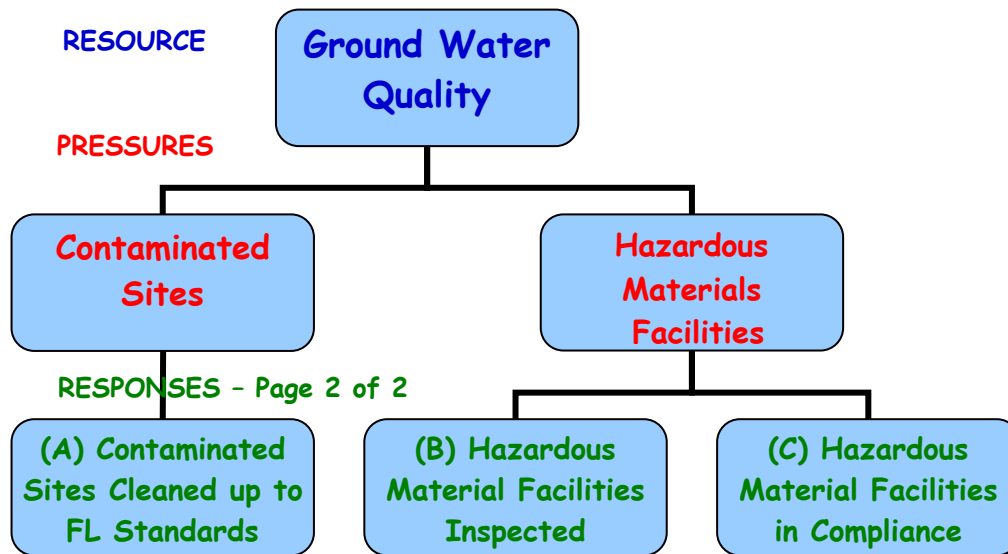 RESOURCE
Ground Water
Quality
PRESSURES
Contaminated
Sites
Hazardous
Materials
Facilities
RESPONSES – Page 2 of 2
(A) Contaminated
Sites Cleaned up to
FL Standards
(B) Hazardous
Material Facilities
Inspected
(C) Hazardous
Material Facilities
in Compliance